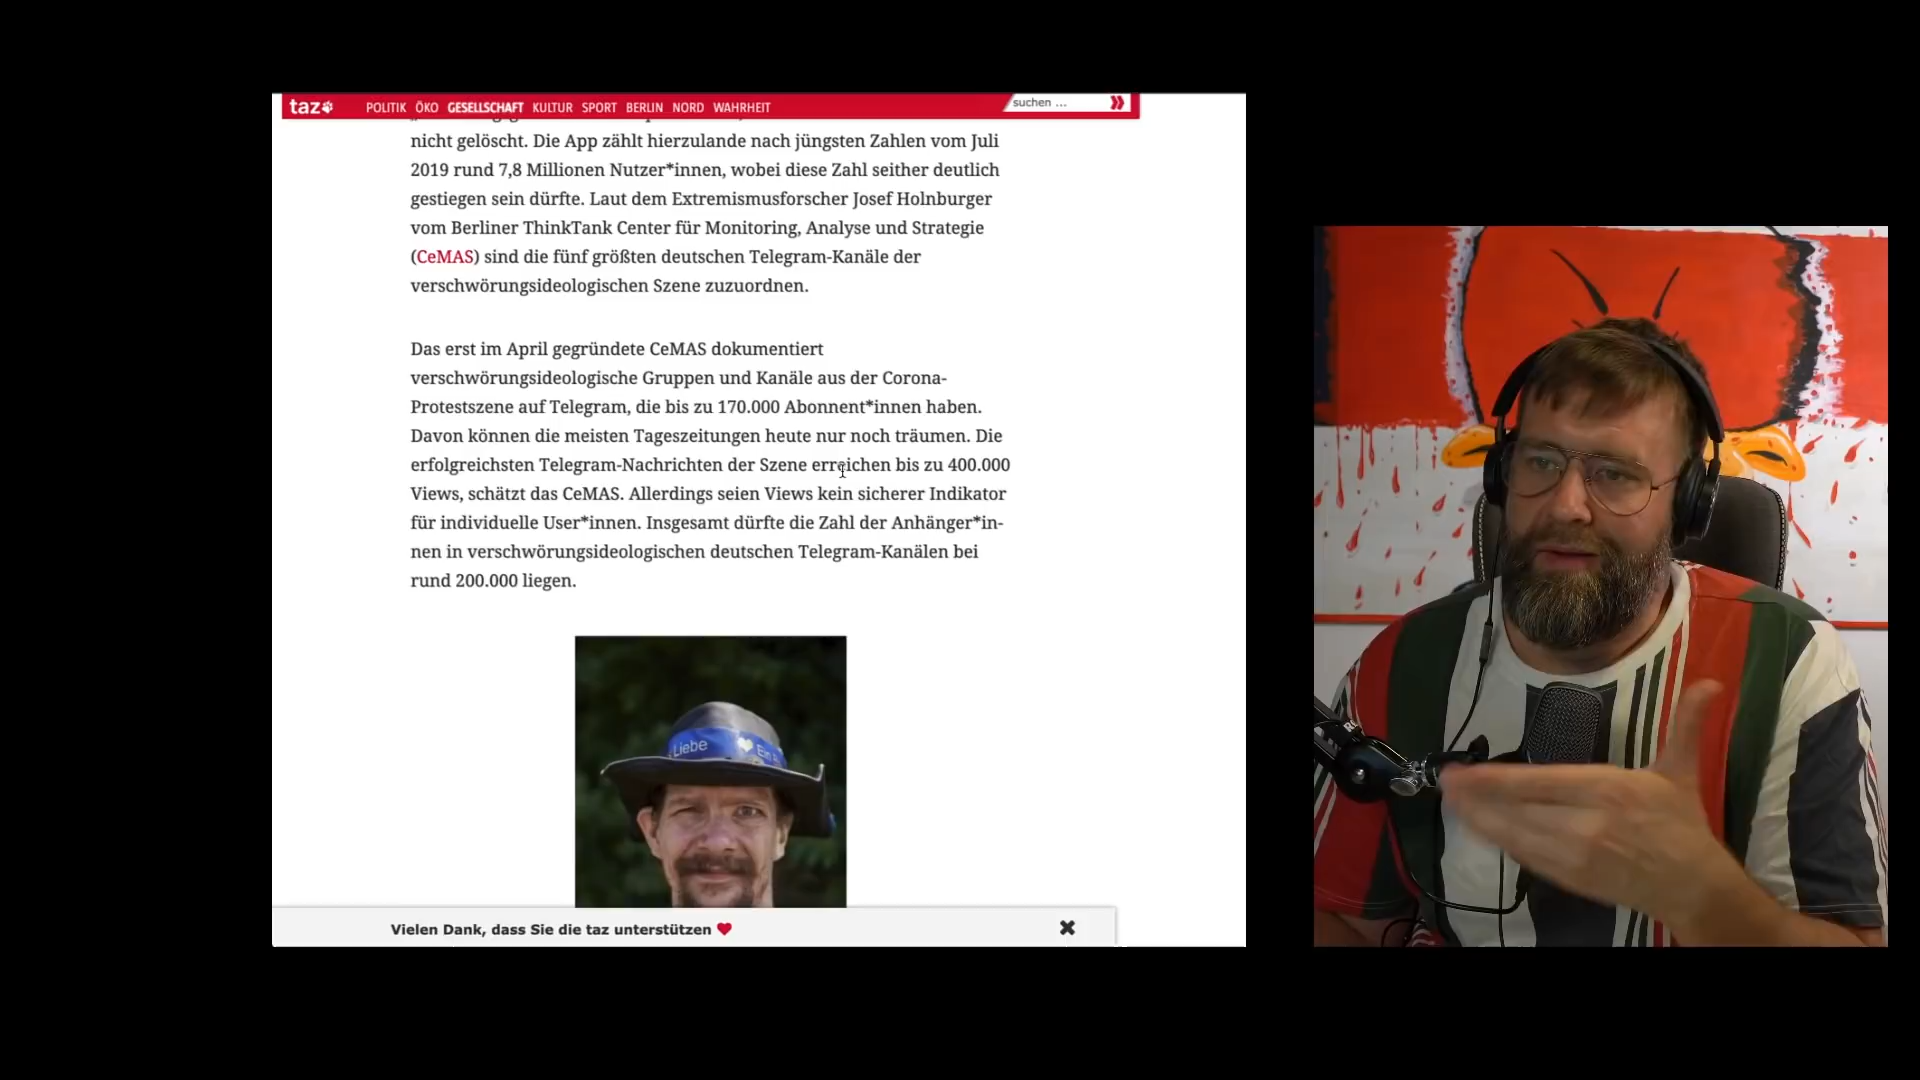 taz
POLITIK ÖKO GESELLSCHAFT KULTUR SPORT BERLIN NORD WAHRHEIT
suchen ...
nicht gelöscht. Die App zählt hierzulande nach jüngsten Zahlen vom Juli
2019 rund 7,8 Millionen Nutzer*innen, wobei diese Zahl seither deutlich
gestiegen sein dürfte. Laut dem Extremismusforscher Josef Holnburger
vom Berliner ThinkTank Center für Monitoring, Analyse und Strategie
(CeMAS) sind die fünf größten deutschen Telegram-Kanäle der
verschwörungsideologischen Szene zuzuordnen.
Das erst im April gegründete CeMAS dokumentiert
verschwörungsideologische Gruppen und Kanäle aus der Corona-
Protestszene auf Telegram, die bis zu 170.000 Abonnent*innen haben.
Davon können die meisten Tageszeitungen heute nur noch träumen. Die
erfolgreichsten Telegram-Nachrichten der Szene erreichen bis zu 400.000
Views, schätzt das CeMAS. Allerdings seien Views kein sicherer Indikator
für individuelle User*innen. Insgesamt dürfte die Zahl der Anhänger*in-
nen in verschwörungsideologischen deutschen Telegram-Kanälen bei
rund 200.000 liegen.
Liebe ♥ Ein
Vielen Dank, dass Sie die taz unterstützen ♥